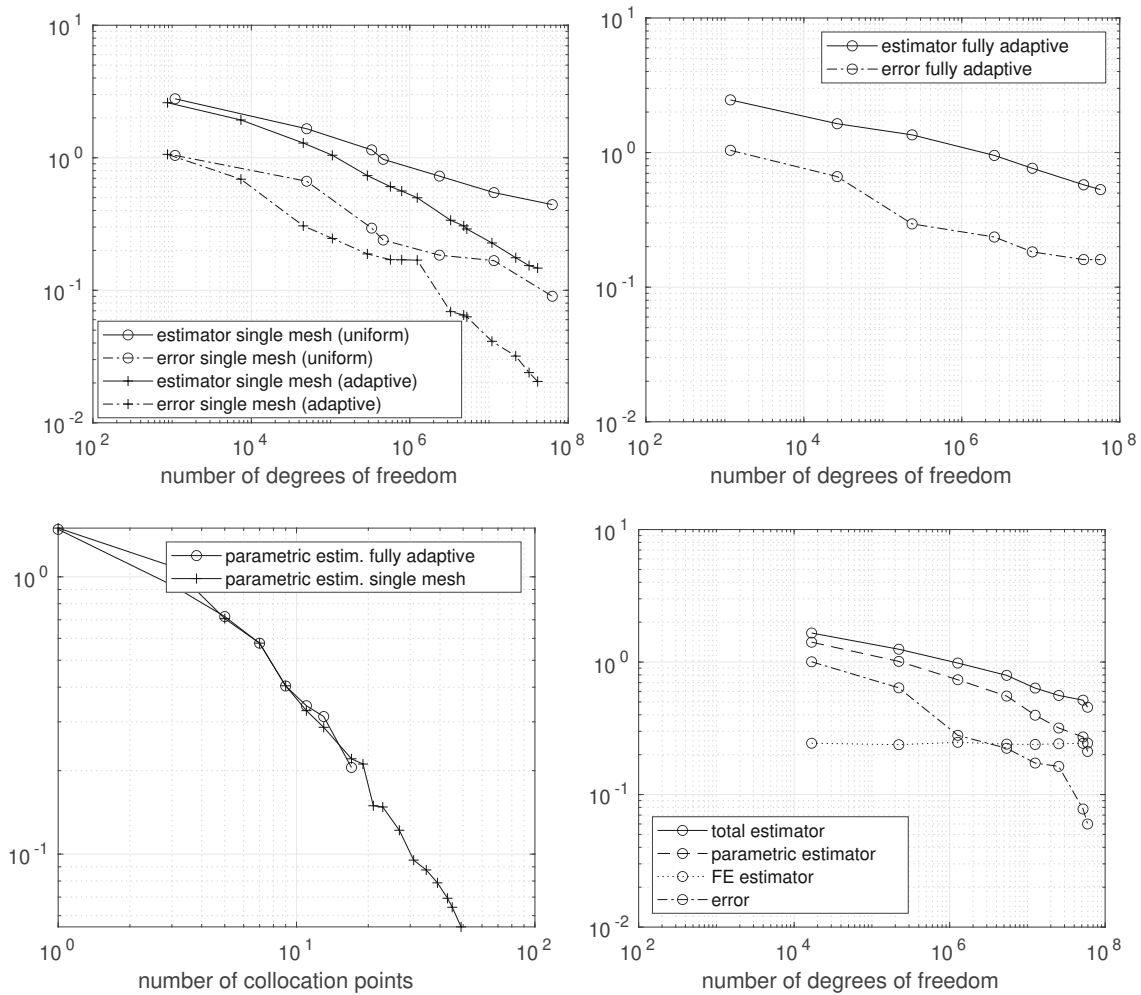 10^1
10^0
10^-1
10^-2
10^2
10^4
10^6
10^8
number of degrees of freedom
estimator single mesh (uniform)
error single mesh (uniform)
estimator single mesh (adaptive)
error single mesh (adaptive)
10^1
10^0
10^-1
10^-2
10^2
10^4
10^6
10^8
number of degrees of freedom
estimator fully adaptive
error fully adaptive
10^0
10^-1
10^0
10^1
10^2
number of collocation points
parametric estim. fully adaptive
parametric estim. single mesh
10^1
10^0
10^-1
10^-2
10^2
10^4
10^6
10^8
number of degrees of freedom
total estimator
parametric estimator
FE estimator
error